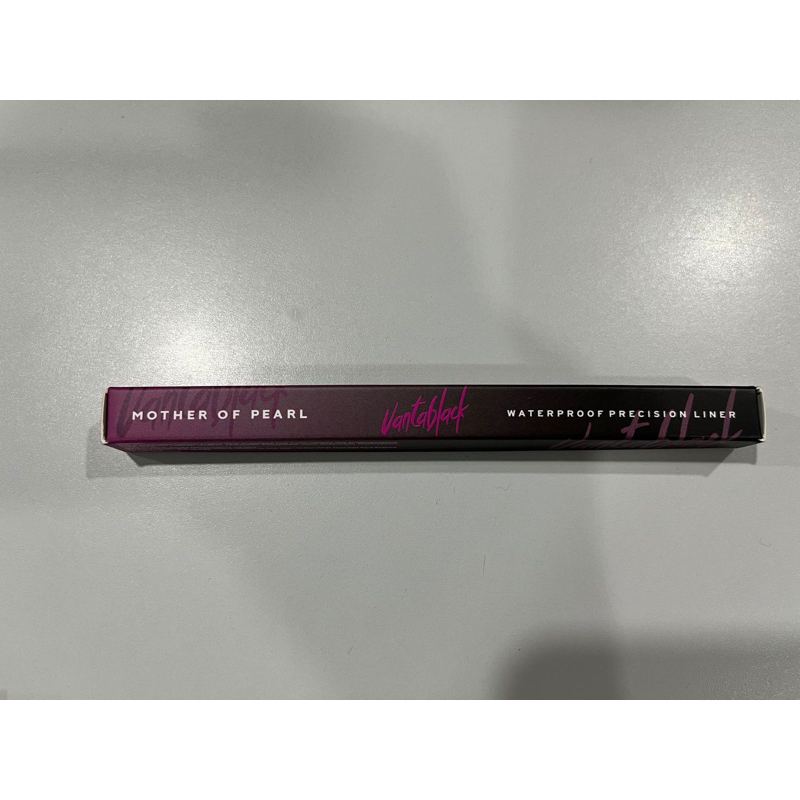 MOTHER OF PEARL
Vantablack
WATERPROOF PRECISION LINER